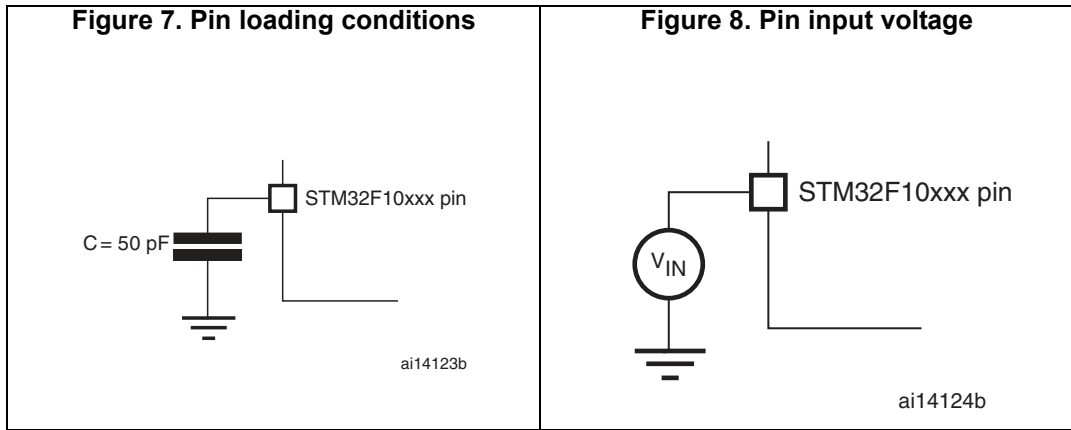 Figure 7. Pin loading conditions
STM32F10xxx pin
C = 50 pF
ai14123b
Figure 8. Pin input voltage
STM32F10xxx pin
VIN
ai14124b